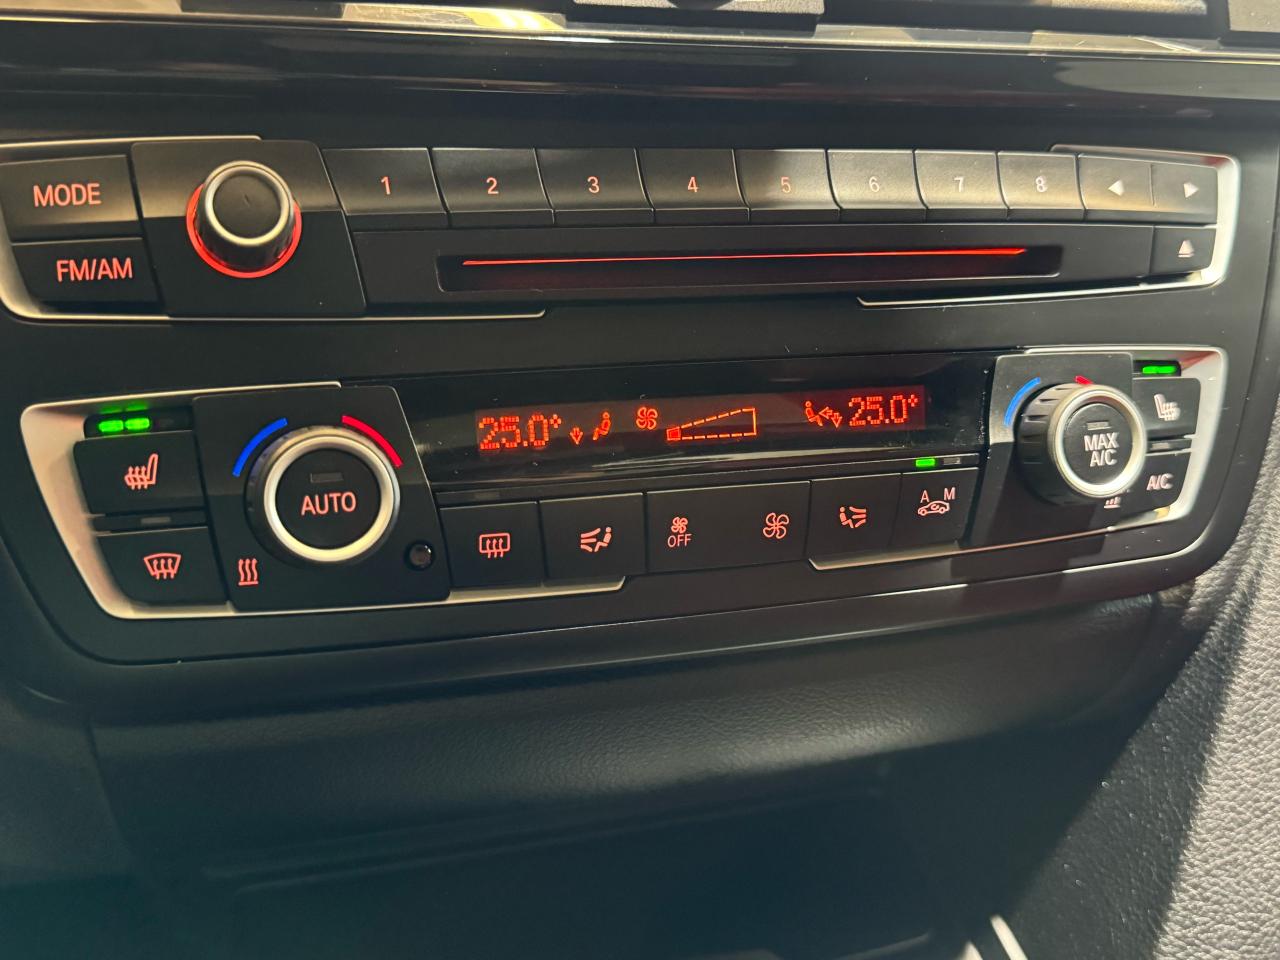 MODE
1 2 3 4 5 6 7 8
FM/AM
25.0° 25.0°
AUTO
MAX
A/C
A/C
OFF
A M